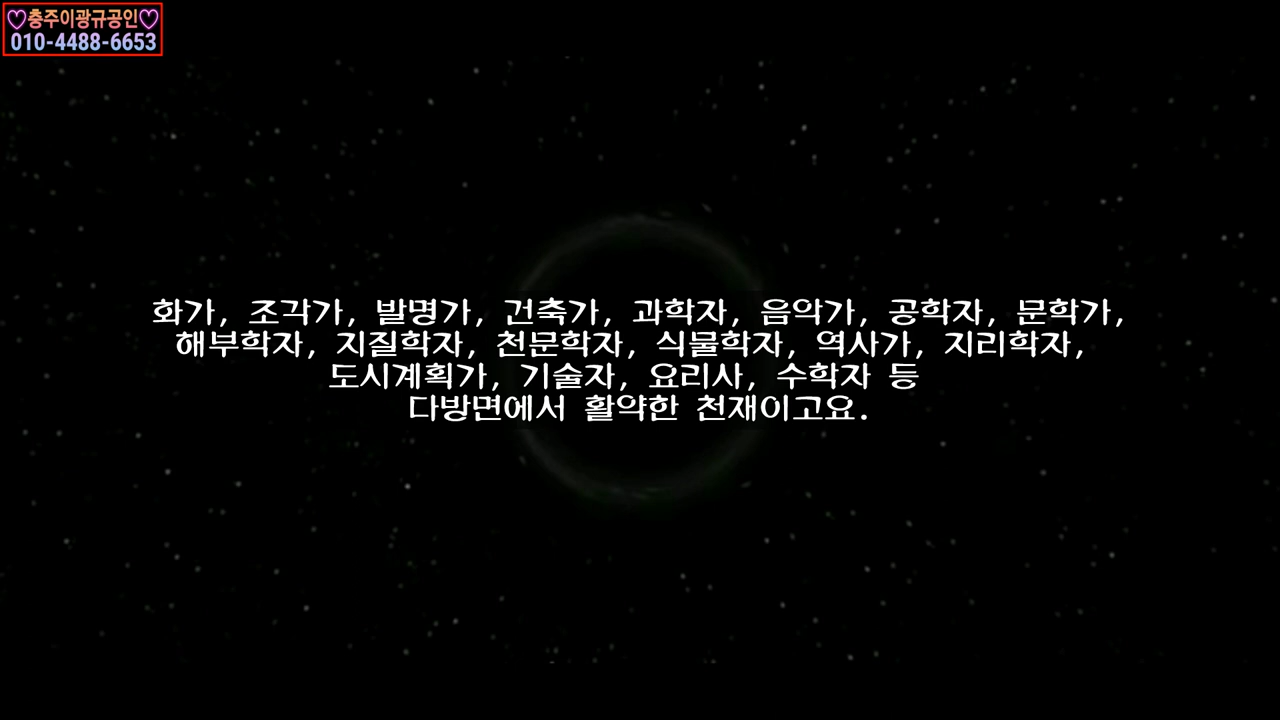 ♡충주이광규공인♡
010-4488-6653
화가, 조각가, 발명가, 건축가, 과학자, 음악가, 공학자, 문학가,
해부학자, 지질학자, 천문학자, 식물학자, 역사가, 지리학자,
도시계획가, 기술자, 요리사, 수학자 등
다방면에서 활약한 천재이고요.